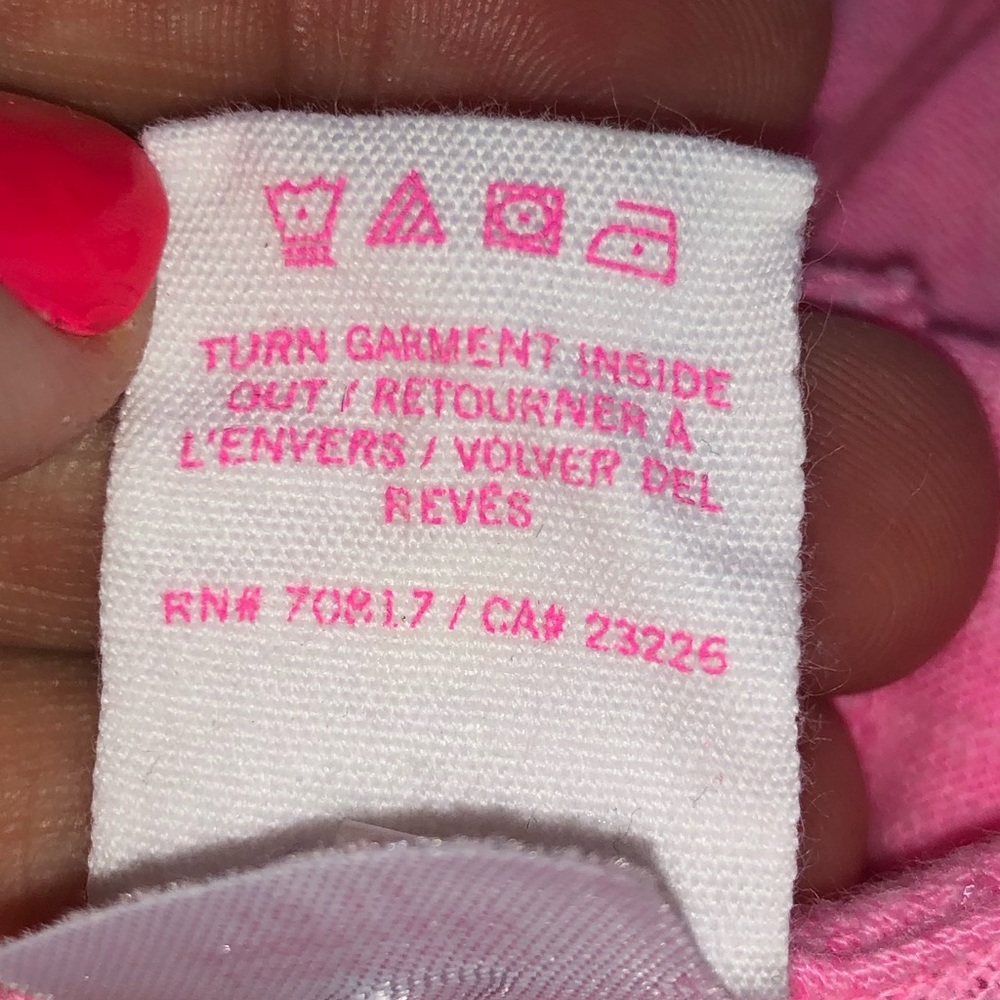 TURN GARMENT INSIDE
OUT / RETOURNER À
L'ENVERS / VOLVER DEL
REVÉS
RN# 70817 / CA# 23226